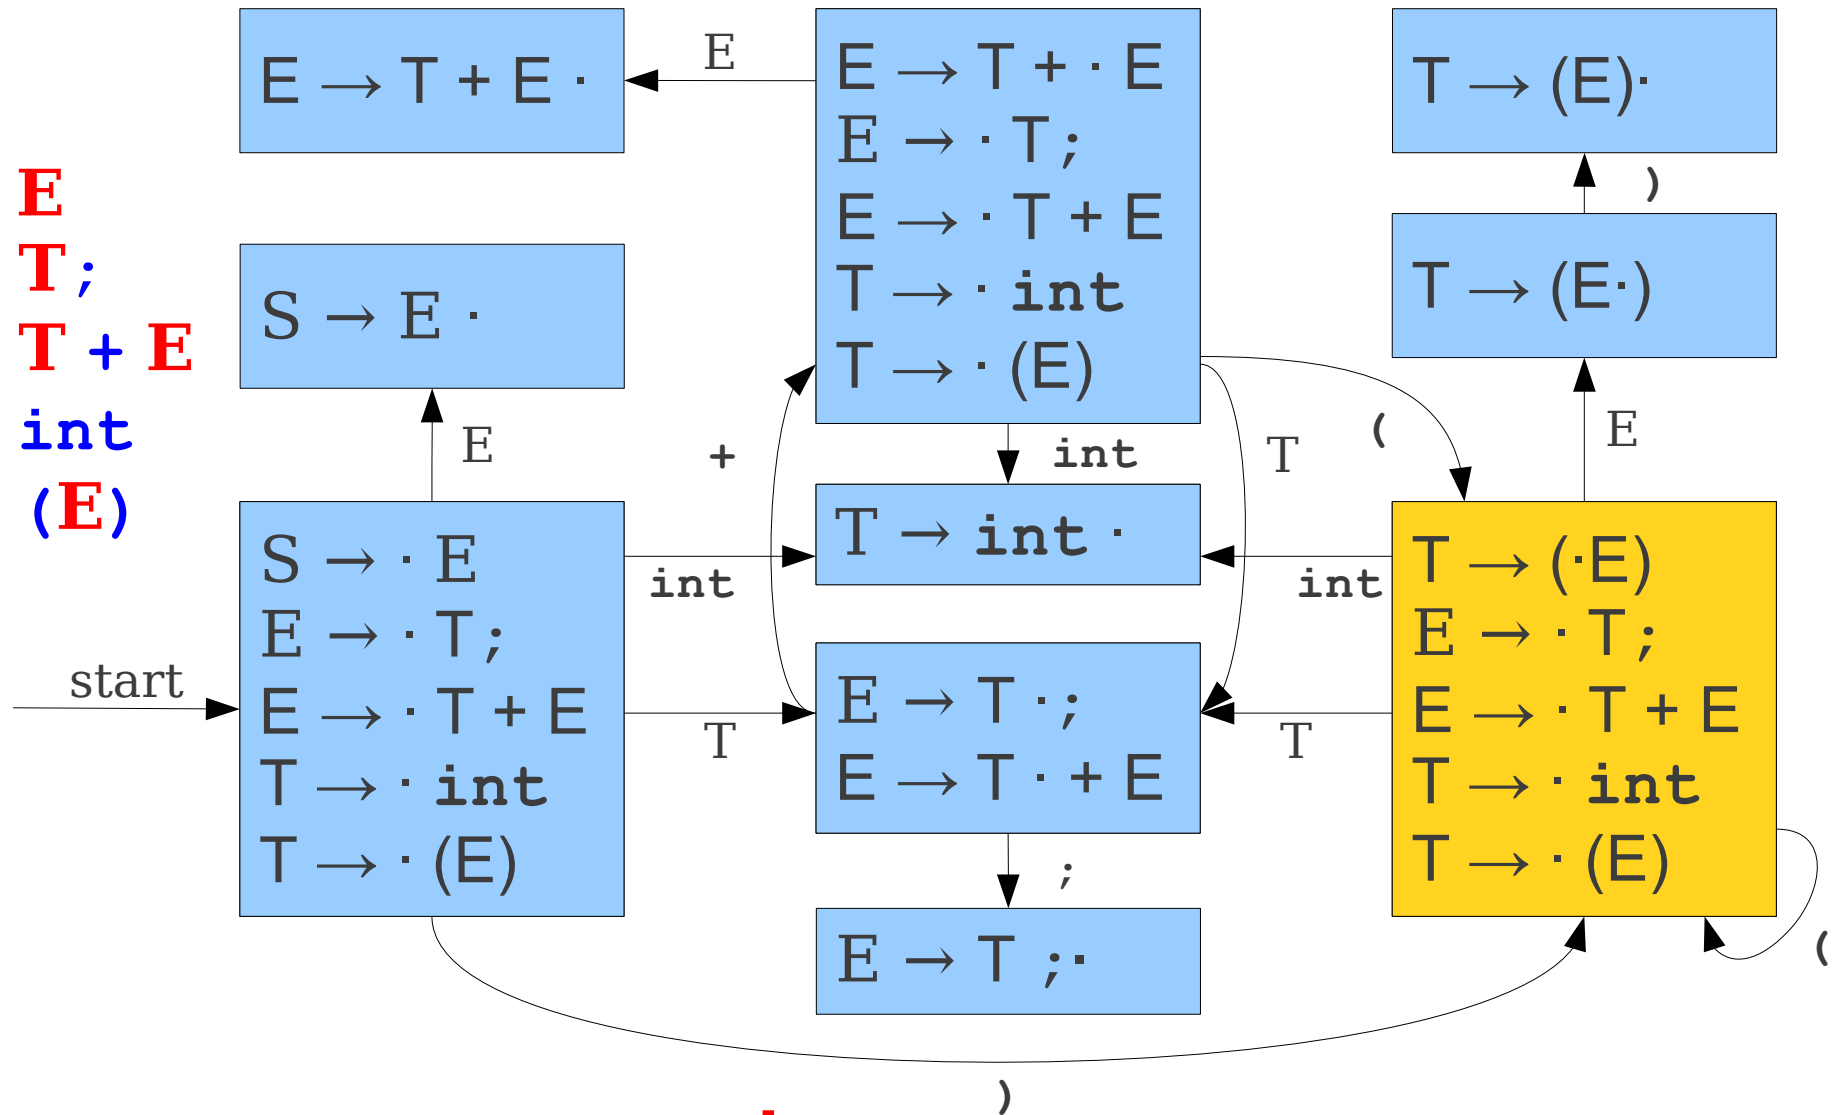 E
T ;
T + E
int
(E)
E → T + E ·
E
E → T + · E
E → · T ;
E → · T + E
T → · int
T → · (E)
T → (E)·
)
T → (E·)
S → E ·
E
+
int
T
(
E
T → int ·
S → · E
E → · T ;
E → · T + E
T → · int
T → · (E)
start
int
T
int
T
E → T · ;
E → T · + E
;
E → T ; ·
T → (·E)
E → · T ;
E → · T + E
T → · int
T → · (E)
(
)